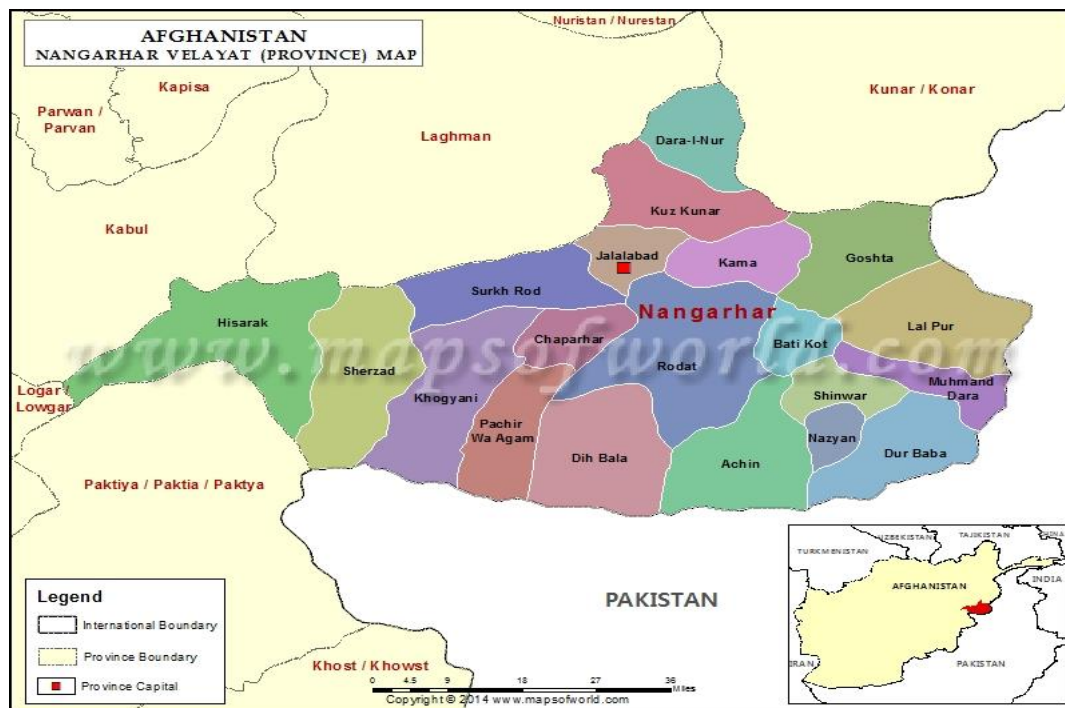 AFGHANISTAN
NANGARHAR VELAYAT (PROVINCE) MAP
Nuristan / Nurestan
Kapisa
Parwan /
Parvan
Kunar / Konar
Laghman
Dara-I-Nur
Kuz Kunar
Kabul
Jalalabad
Kama
Goshta
Surkh Rod
Hisarak
Nangarhar
Lal Pur
Chaparhar
Bati Kot
www.mapsofworld.com
Sherzad
Rodat
Logar /
Lowgar
Khogyani
Shinwar
Muhmand
Dara
Pachir
Wa Agam
Nazyan
Dih Bala
Achin
Dur Baba
Paktiya / Paktia / Paktya
PAKISTAN
Khost / Khowst
Legend
International Boundary
Province Boundary
Province Capital
0 4.5 9 18 27 36
Miles
Copyright © 2014 www.mapsofworld.com
UZBEKISTAN
TAJIKISTAN
TURKMENISTAN
AFGHANISTAN
INDIA
IRAN
PAKISTAN